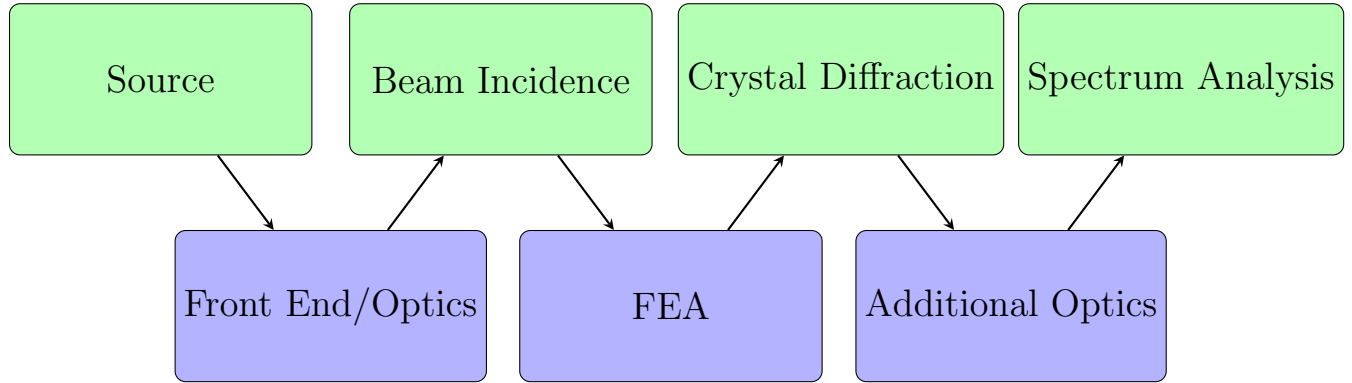 Source
Beam Incidence
Crystal Diffraction
Spectrum Analysis
Front End/Optics
FEA
Additional Optics